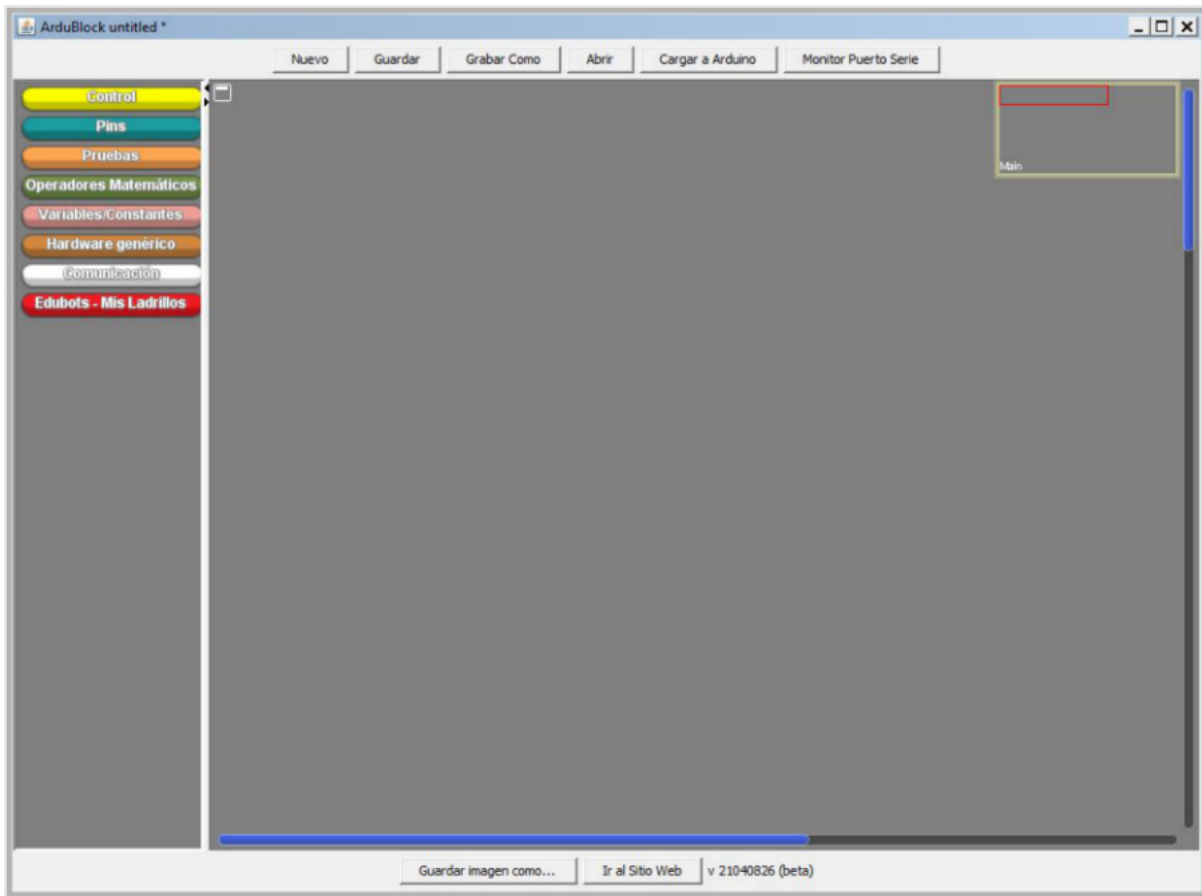 ArduBlock untitled *
Nuevo Guardar Grabar Como Abrir Cargar a Arduino Monitor Puerto Serie
Control
Pins
Pruebas
Operadores Matemáticos
Variables/Constantes
Hardware genérico
Comunicación
Edubots - Mis Ladrillos
Main
Guardar imagen como... Ir al Sitio Web v 21040826 (beta)